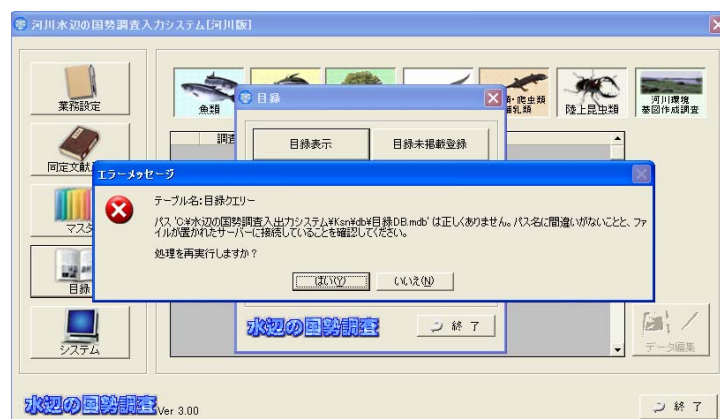 河川水辺の国勢調査入力システム[河川版]
業務設定
魚類
目録
陸上昆虫類
河川環境
基図作成調査
目録表示
目録未掲載登録
エラーメッセージ
テーブル名:目録クエリー
パス 'C:¥水辺の国勢調査入出力システム¥Ksn¥db¥目録DB.mdb' は正しくありません。パス名に間違いがないことと、ファ
イルが置かれたサーバーに接続していることを確認してください。
処理を再実行しますか?
はい(Y)
いいえ(N)
同定文献
マス
目録
システム
水辺の国勢調査
終 了
データ編集
水辺の国勢調査
Ver 3.00
終 了